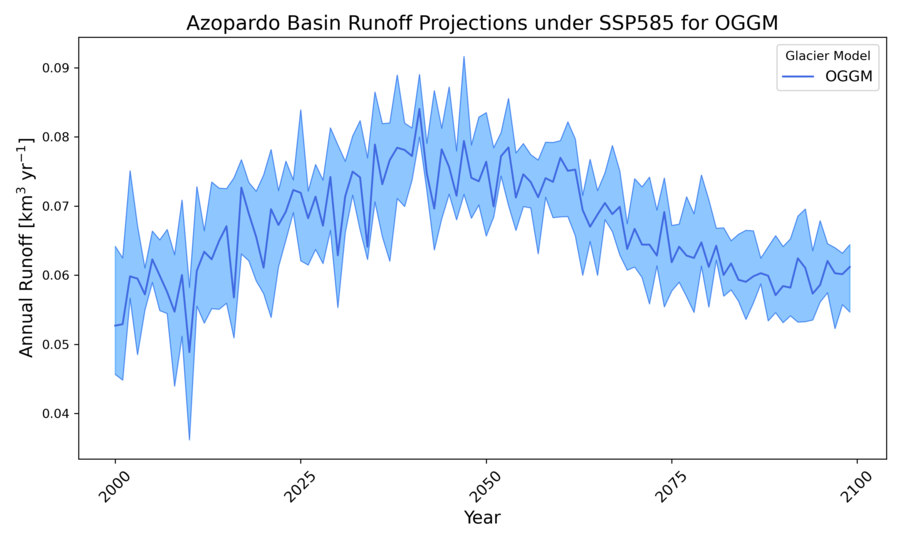 Azopardo Basin Runoff Projections under SSP585 for OGGM
Glacier Model
OGGM
Annual Runoff [km³ yr⁻¹]
0.09
0.08
0.07
0.06
0.05
0.04
2000
2025
2050
2075
2100
Year